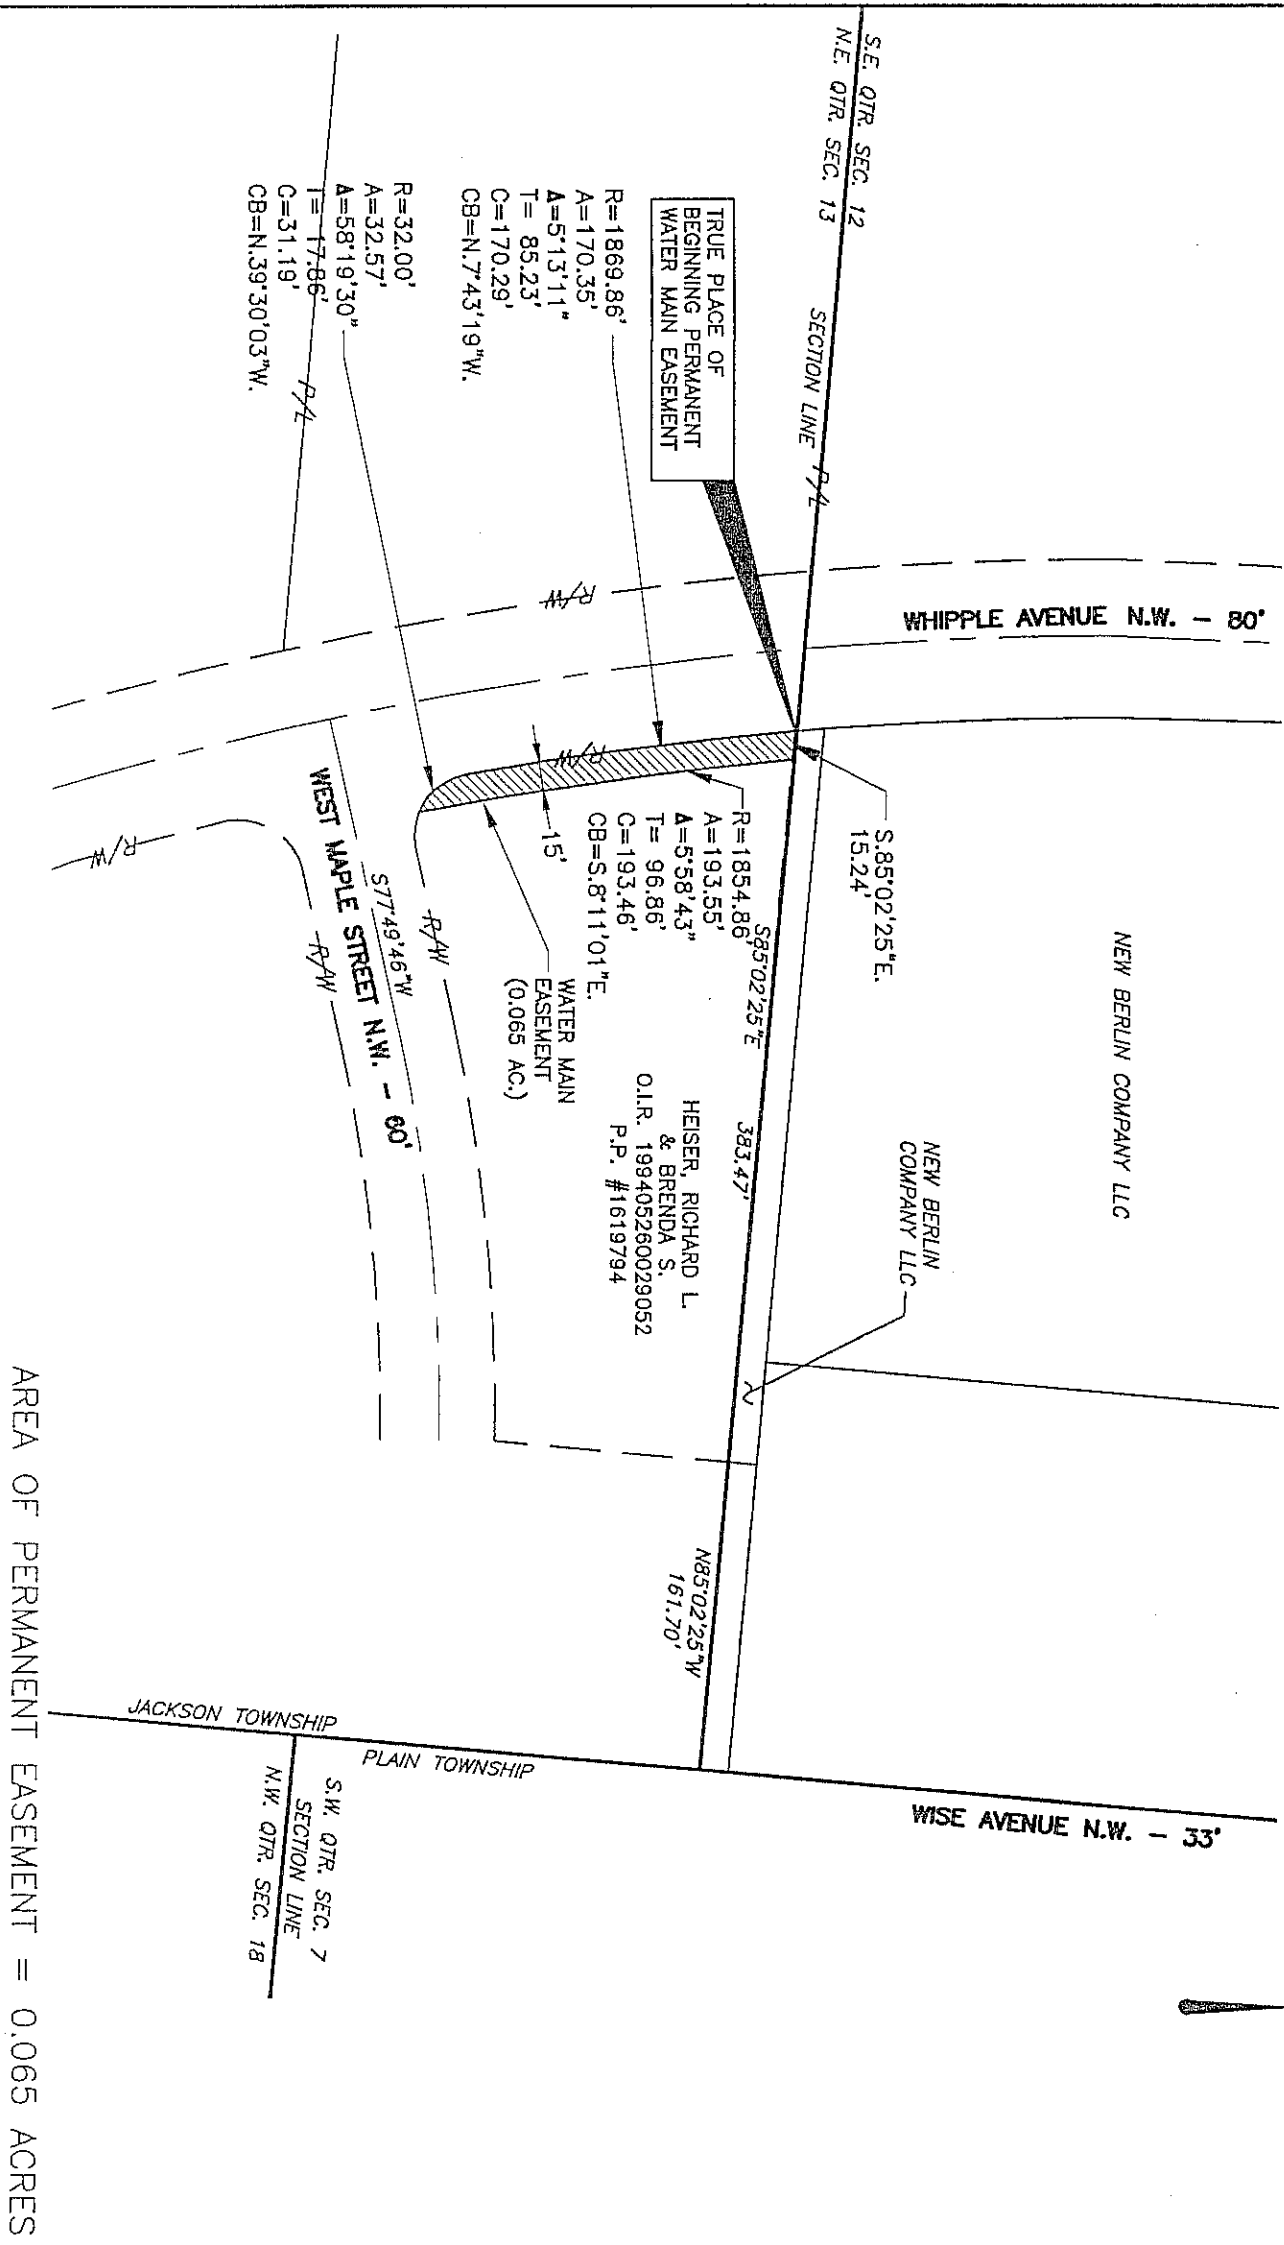 S.E. QTR. SEC. 12
N.E. QTR. SEC. 13
SECTION LINE P/L
TRUE PLACE OF
BEGINNING PERMANENT
WATER MAIN EASEMENT
R=1869.86'
A=170.35'
Δ=5°13'11"
T= 85.23'
C=170.29'
CB=N.7°43'19"W.
R=32.00'
A=32.57'
Δ=58°19'30"
T= 17.86'
C=31.19'
CB=N.39°30'03"W.
P/L
R/W
WHIPPLE AVENUE N.W. - 80'
R/W
15'
S.85°02'25"E.
15.24'
R=1854.86'
A=193.55'
Δ=5°58'43"
T= 96.86'
C=193.46'
CB=S.8°11'01"E.
S85°02'25"E 383.47'
NEW BERLIN COMPANY LLC
NEW BERLIN
COMPANY LLC
HEISER, RICHARD L.
& BRENDA S.
O.I.R. 199405260029052
P.P. #1619794
WATER MAIN
EASEMENT
(0.065 AC.)
R/W
S77°49'46"W
WEST MAPLE STREET N.W. - 60'
R/W
R/W
N85°02'25"W
161.70'
JACKSON TOWNSHIP
PLAIN TOWNSHIP
WISE AVENUE N.W. - 33'
S.W. QTR. SEC. 7
SECTION LINE
N.W. QTR. SEC. 18
AREA OF PERMANENT EASEMENT = 0.065 ACRES